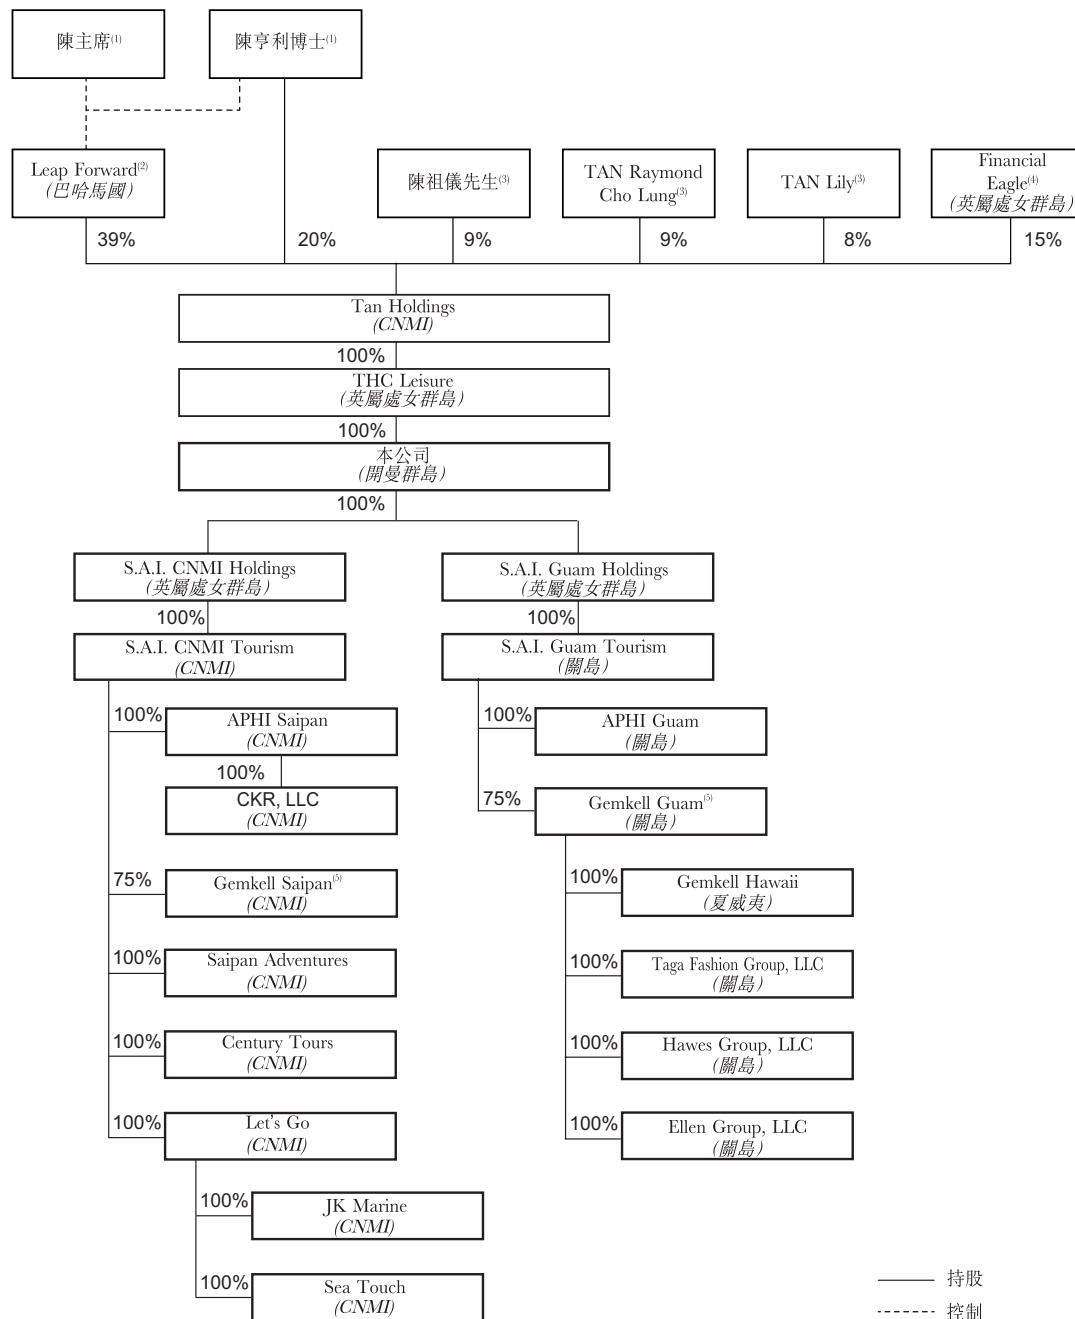 陳主席(1)
陳亨利博士(1)
Leap Forward(2)
(巴哈馬國)
陳祖儀先生(3)
TAN Raymond
Cho Lung(3)
TAN Lily(3)
Financial
Eagle(4)
(英屬處女群島)
39%
20%
9%
9%
8%
15%
Tan Holdings
(CNMI)
100%
THC Leisure
(英屬處女群島)
100%
本公司
(開曼群島)
100%
S.A.I. CNMI Holdings
(英屬處女群島)
100%
S.A.I. CNMI Tourism
(CNMI)
100%
APHI Saipan
(CNMI)
100%
CKR, LLC
(CNMI)
75%
Gemkell Saipan(5)
(CNMI)
100%
Saipan Adventures
(CNMI)
100%
Century Tours
(CNMI)
100%
Let's Go
(CNMI)
100%
JK Marine
(CNMI)
100%
Sea Touch
(CNMI)
S.A.I. Guam Holdings
(英屬處女群島)
100%
S.A.I. Guam Tourism
(關島)
100%
APHI Guam
(關島)
75%
Gemkell Guam(5)
(關島)
100%
Gemkell Hawaii
(夏威夷)
100%
Taga Fashion Group, LLC
(關島)
100%
Hawes Group, LLC
(關島)
100%
Ellen Group, LLC
(關島)
持股
控制